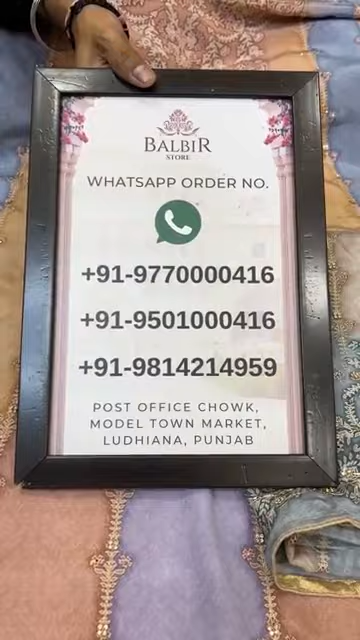 BALBIR
STORE
WHATSAPP ORDER NO.
+91-9770000416
+91-9501000416
+91-9814214959
POST OFFICE CHOWK,
MODEL TOWN MARKET,
LUDHIANA, PUNJAB